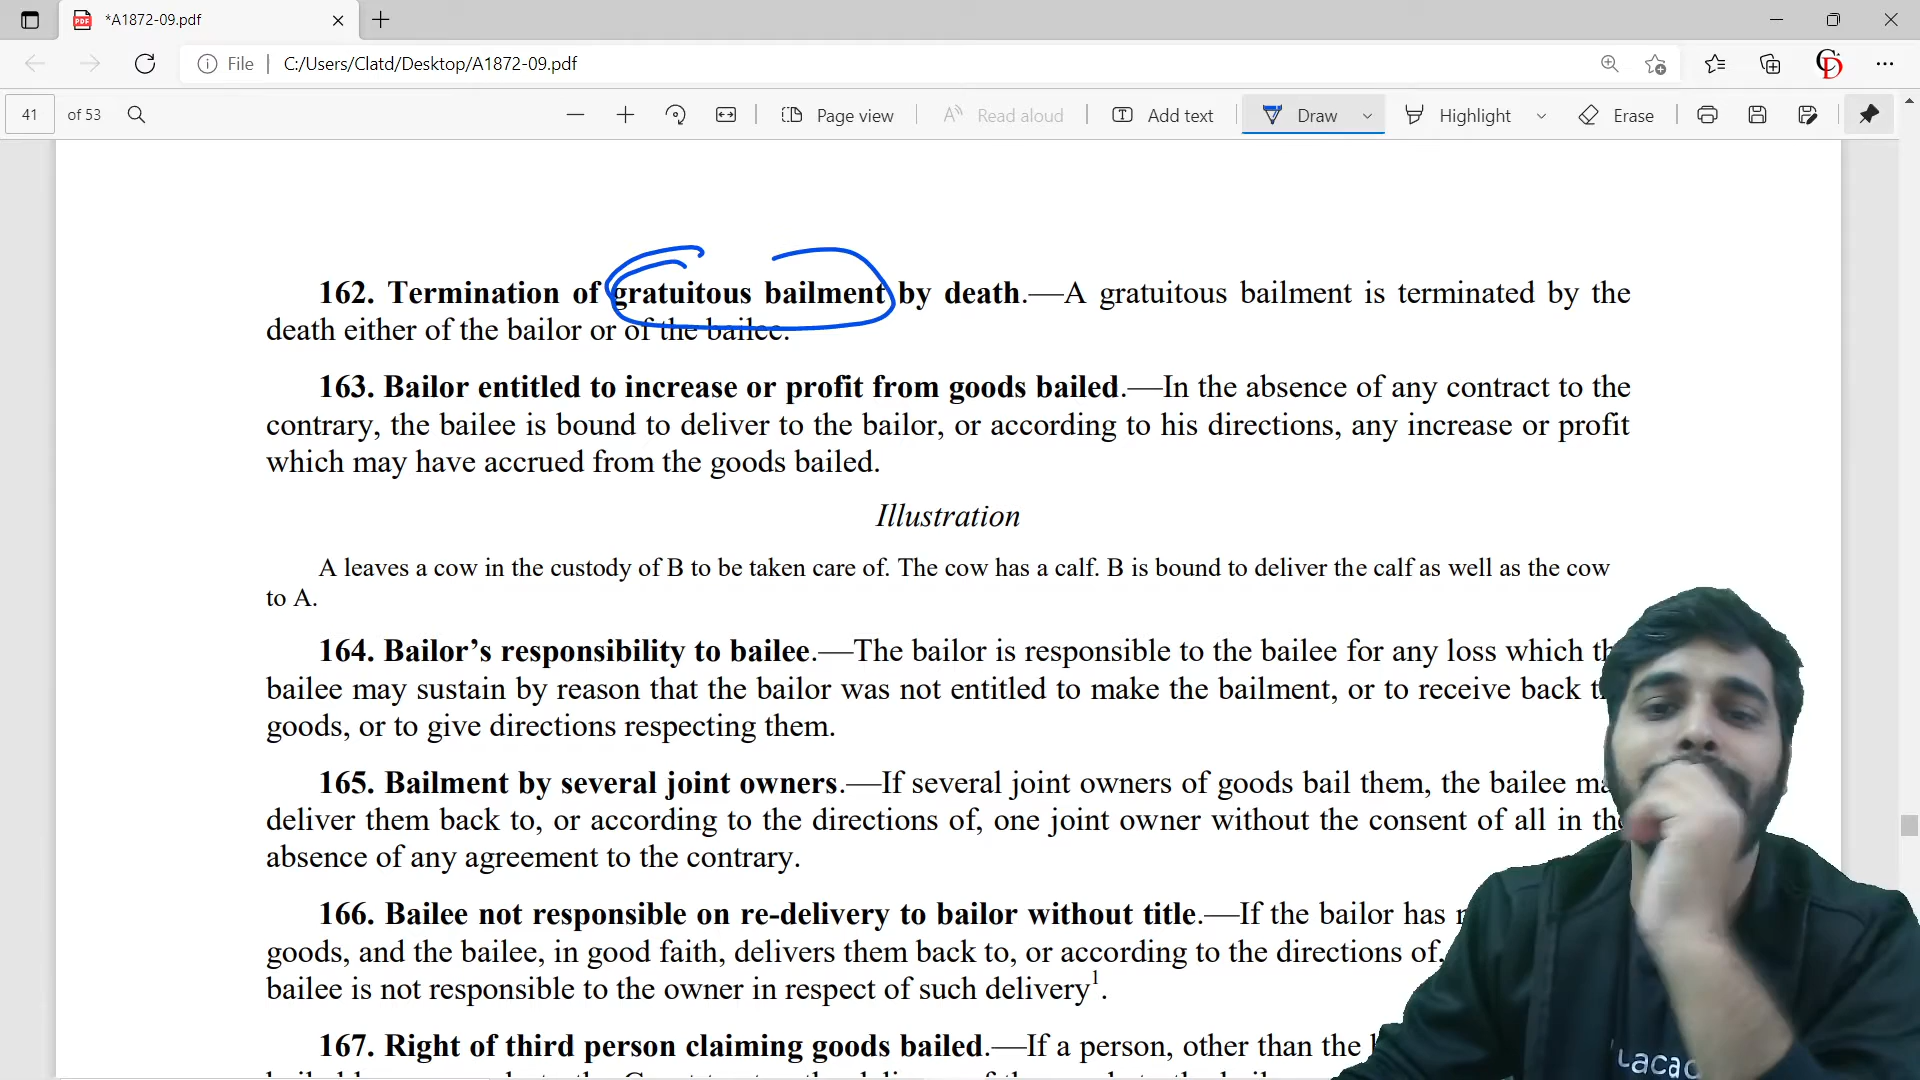 *A1872-09.pdf
File
C:/Users/Clatd/Desktop/A1872-09.pdf
CD
41 of 53
Page view
Read aloud
Add text
Draw
Highlight
Erase
162. Termination of gratuitous bailment by death.—A gratuitous bailment is terminated by the
death either of the bailor or of the bailee.
163. Bailor entitled to increase or profit from goods bailed.—In the absence of any contract to the
contrary, the bailee is bound to deliver to the bailor, or according to his directions, any increase or profit
which may have accrued from the goods bailed.
Illustration
A leaves a cow in the custody of B to be taken care of. The cow has a calf. B is bound to deliver the calf as well as the cow
to A.
164. Bailor’s responsibility to bailee.—The bailor is responsible to the bailee for any loss which
bailee may sustain by reason that the bailor was not entitled to make the bailment, or to receive back
goods, or to give directions respecting them.
165. Bailment by several joint owners.—If several joint owners of goods bail them, the bailee
deliver them back to, or according to the directions of, one joint owner without the consent of all in the
absence of any agreement to the contrary.
166. Bailee not responsible on re-delivery to bailor without title.—If the bailor has
goods, and the bailee, in good faith, delivers them back to, or according to the directions of,
bailee is not responsible to the owner in respect of such delivery1.
167. Right of third person claiming goods bailed.—If a person, other than the